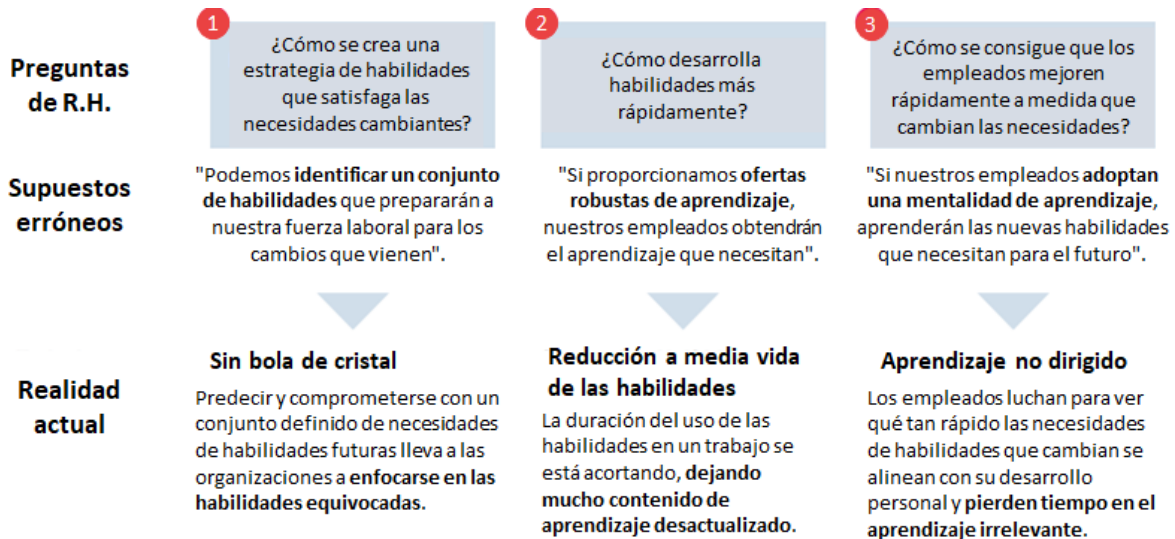 1
¿Cómo se crea una
estrategia de habilidades
que satisfaga las
necesidades cambiantes?
2
¿Cómo desarrolla
habilidades más
rápidamente?
3
¿Cómo se consigue que los
empleados mejoren
rápidamente a medida que
cambian las necesidades?
Preguntas
de R.H.
Supuestos
erróneos
"Podemos identificar un conjunto
de habilidades que prepararán a
nuestra fuerza laboral para los
cambios que vienen".
"Si proporcionamos ofertas
robustas de aprendizaje,
nuestros empleados obtendrán
el aprendizaje que necesitan".
"Si nuestros empleados adoptan
una mentalidad de aprendizaje,
aprenderán las nuevas habilidades
que necesitan para el futuro".
Realidad
actual
Sin bola de cristal
Predecir y comprometerse con un
conjunto definido de necesidades
de habilidades futuras lleva a las
organizaciones a enfocarse en las
habilidades equivocadas.
Reducción a media vida
de las habilidades
La duración del uso de las
habilidades en un trabajo se
está acortando, dejando
mucho contenido de
aprendizaje desactualizado.
Aprendizaje no dirigido
Los empleados luchan para ver
qué tan rápido las necesidades
de habilidades que cambian se
alinean con su desarrollo
personal y pierden tiempo en el
aprendizaje irrelevante.